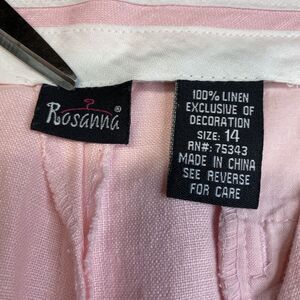 Rosanna®
100% LINEN
EXCLUSIVE OF
DECORATION
SIZE: 14
RN#: 75343
MADE IN CHINA
SEE REVERSE
FOR CARE